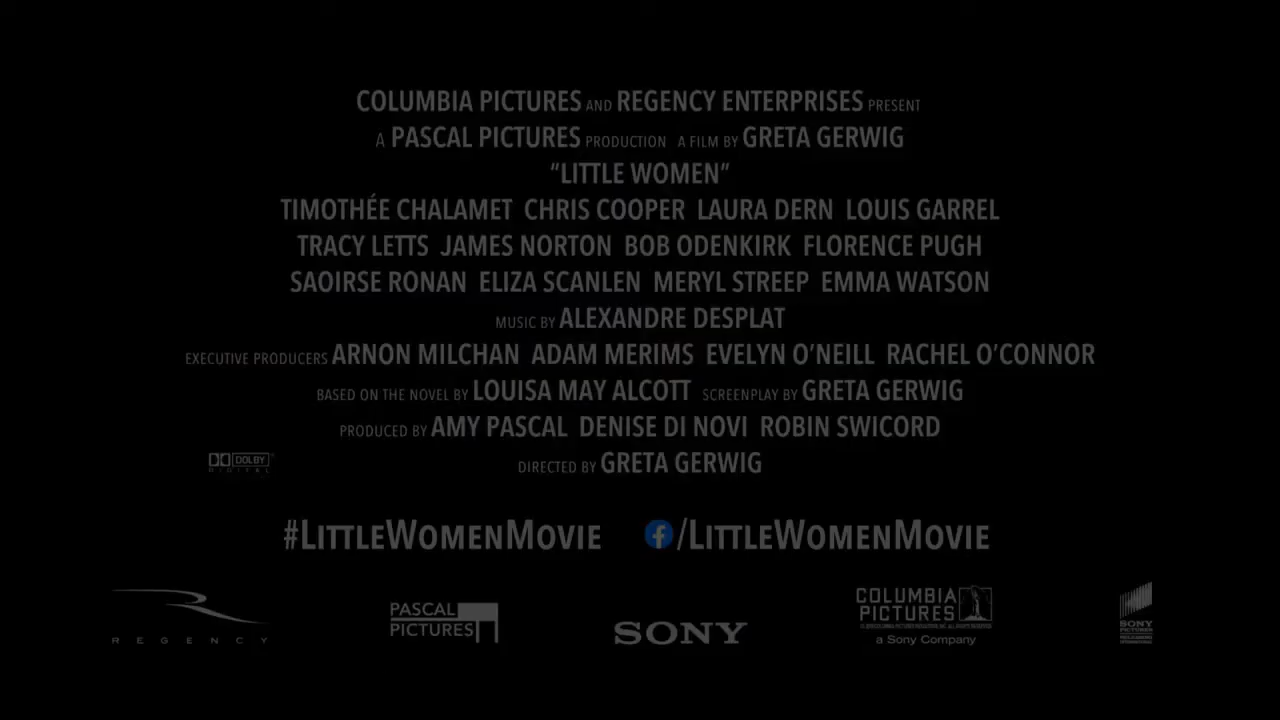 COLUMBIA PICTURES AND REGENCY ENTERPRISES PRESENT
A PASCAL PICTURES PRODUCTION A FILM BY GRETA GERWIG
“LITTLE WOMEN”
TIMOTHÉE CHALAMET CHRIS COOPER LAURA DERN LOUIS GARREL
TRACY LETTS JAMES NORTON BOB ODENKIRK FLORENCE PUGH
SAOIRSE RONAN ELIZA SCANLEN MERYL STREEP EMMA WATSON
MUSIC BY ALEXANDRE DESPLAT
EXECUTIVE PRODUCERS ARNON MILCHAN ADAM MERIMS EVELYN O’NEILL RACHEL O’CONNOR
BASED ON THE NOVEL BY LOUISA MAY ALCOTT SCREENPLAY BY GRETA GERWIG
PRODUCED BY AMY PASCAL DENISE DI NOVI ROBIN SWICORD
DOLBY
DIGITAL
DIRECTED BY GRETA GERWIG
#LITTLEWOMENMOVIE /LITTLEWOMENMOVIE
REGENCY
PASCAL
PICTURES
SONY
COLUMBIA
PICTURES
a Sony Company
SONY
PICTURES